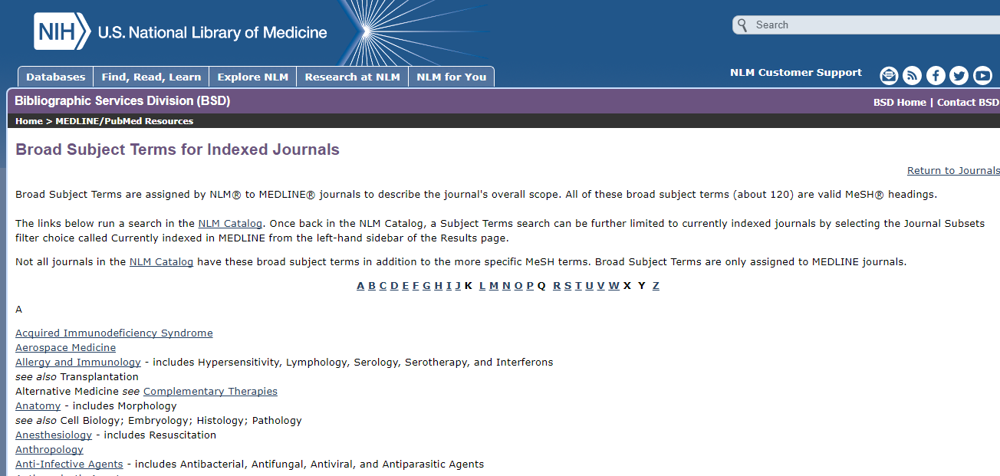 NIH U.S. National Library of Medicine
Search
Databases Find, Read, Learn Explore NLM Research at NLM NLM for You
NLM Customer Support
Bibliographic Services Division (BSD)
BSD Home | Contact BSD
Home > MEDLINE/PubMed Resources
Broad Subject Terms for Indexed Journals
Return to Journals
Broad Subject Terms are assigned by NLM® to MEDLINE® journals to describe the journal's overall scope. All of these broad subject terms (about 120) are valid MeSH® headings.
The links below run a search in the NLM Catalog. Once back in the NLM Catalog, a Subject Terms search can be further limited to currently indexed journals by selecting the Journal Subsets
filter choice called Currently indexed in MEDLINE from the left-hand sidebar of the Results page.
Not all journals in the NLM Catalog have these broad subject terms in addition to the more specific MeSH terms. Broad Subject Terms are only assigned to MEDLINE journals.
A B C D E F G H I J K L M N O P Q R S T U V W X Y Z
A
Acquired Immunodeficiency Syndrome
Aerospace Medicine
Allergy and Immunology - includes Hypersensitivity, Lymphology, Serology, Serotherapy, and Interferons
see also Transplantation
Alternative Medicine see Complementary Therapies
Anatomy - includes Morphology
see also Cell Biology; Embryology; Histology; Pathology
Anesthesiology - includes Resuscitation
Anthropology
Anti-Infective Agents - includes Antibacterial, Antifungal, Antiviral, and Antiparasitic Agents